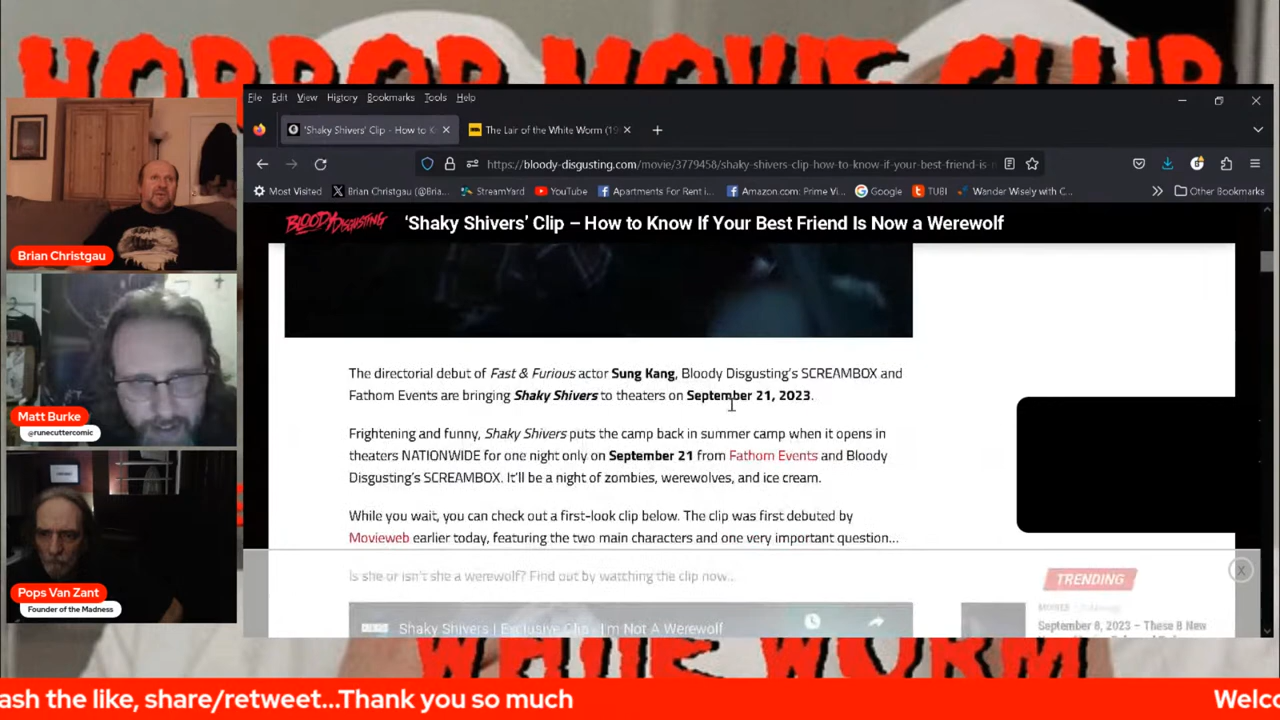 HORROR MOVIE CLUB
File Edit View History Bookmarks Tools Help
'Shaky Shivers' Clip – How to K
The Lair of the White Worm (19
https://bloody-disgusting.com/movie/3779458/shaky-shivers-clip-how-to-know-if-your-best-friend-is-
Most Visited
Brian Christgau (@Bria...
StreamYard
YouTube
Apartments For Rent i...
Amazon.com: Prime Vi...
Google
TUBI
Wander Wisely with C...
Other Bookmarks
BLOODY DISGUSTING
'Shaky Shivers' Clip – How to Know If Your Best Friend Is Now a Werewolf
Brian Christgau
The directorial debut of Fast & Furious actor Sung Kang, Bloody Disgusting's SCREAMBOX and
Fathom Events are bringing Shaky Shivers to theaters on September 21, 2023.
Frightening and funny, Shaky Shivers puts the camp back in summer camp when it opens in
theaters NATIONWIDE for one night only on September 21 from Fathom Events and Bloody
Disgusting's SCREAMBOX. It'll be a night of zombies, werewolves, and ice cream.
Matt Burke
@runecuttercomic
While you wait, you can check out a first-look clip below. The clip was first debuted by
Movieweb earlier today, featuring the two main characters and one very important question...
Is she or isn't she a werewolf? Find out by watching the clip now...
TRENDING
Shaky Shivers | Exclusive Clip - I'm Not A Werewolf
September 8, 2023 – These 8 New
Pops Van Zant
Founder of the Madness
WHITE WORM
ash the like, share/retweet...Thank you so much
Welco